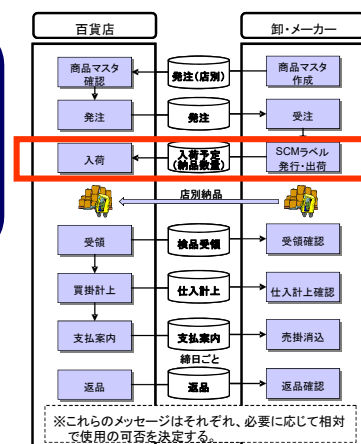 百貨店
卸・メーカー
商品マスタ
確認
発注(店別)
商品マスタ
作成
発注
発注
受注
入荷
入荷予定
(納品数量)
SCMラベル
発行・出荷
店別納品
受領
検品受領
受領確認
買掛計上
仕入計上
仕入計上確認
支払案内
支払案内
売掛消込
締日ごと
返品
返品
返品確認
※これらのメッセージはそれぞれ、必要に応じて相対
で使用の可否を決定する。